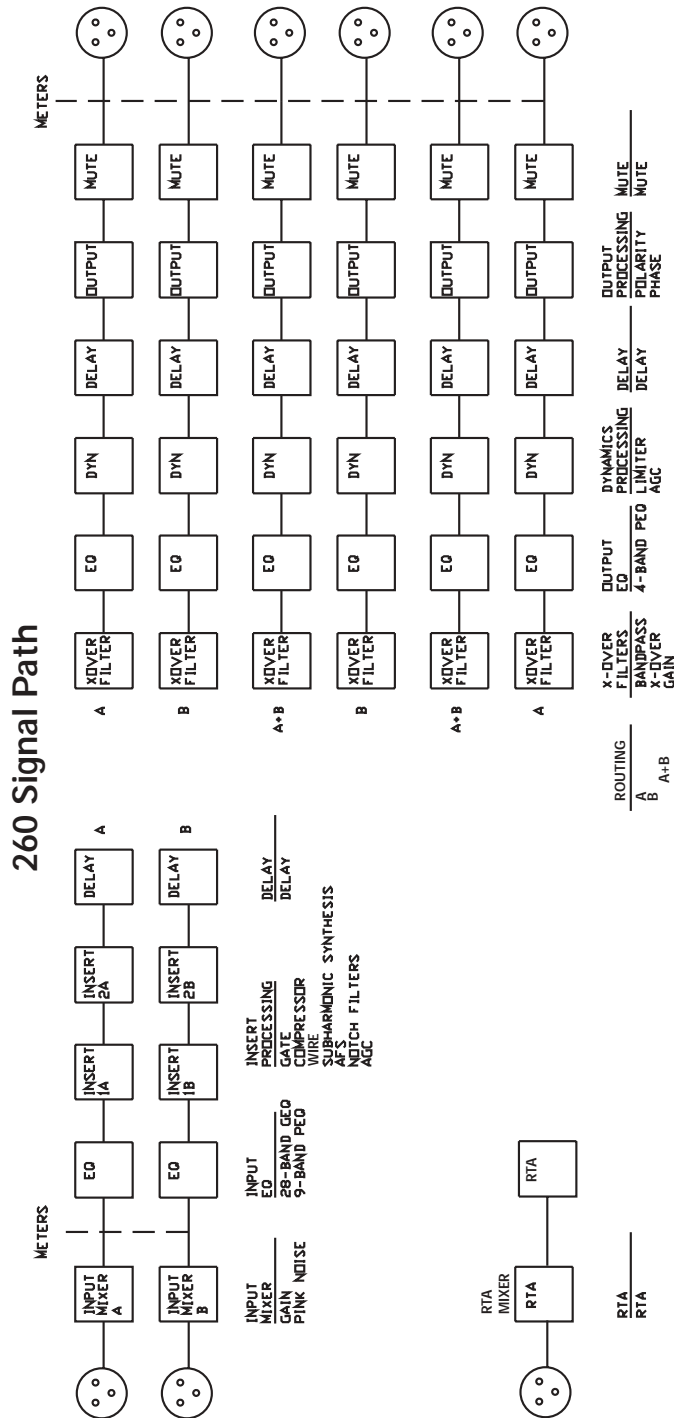 260 Signal Path
METERS
METERS
INPUT
MIXER
A
EQ
INSERT
1A
INSERT
2A
DELAY
A
A
XOVER
FILTER
EQ
DYN
DELAY
OUTPUT
MUTE
INPUT
MIXER
B
EQ
INSERT
1B
INSERT
2B
DELAY
B
B
XOVER
FILTER
EQ
DYN
DELAY
OUTPUT
MUTE
INPUT
MIXER
GAIN
PINK NOISE
INPUT
EQ
28-BAND GEQ
9-BAND PEQ
INSERT
PROCESSING
GATE
COMPRESSOR
WIRE
SUBHARMONIC SYNTHESIS
AFS
NOTCH FILTERS
AGC
DELAY
DELAY
A+B
XOVER
FILTER
EQ
DYN
DELAY
OUTPUT
MUTE
B
XOVER
FILTER
EQ
DYN
DELAY
OUTPUT
MUTE
A+B
XOVER
FILTER
EQ
DYN
DELAY
OUTPUT
MUTE
RTA
MIXER
RTA
RTA
A
XOVER
FILTER
EQ
DYN
DELAY
OUTPUT
MUTE
RTA
RTA
ROUTING
A
B
A+B
X-OVER
FILTERS
BANDPASS
X-OVER
GAIN
OUTPUT
EQ
4-BAND PEQ
DYNAMICS
PROCESSING
LIMITER
AGC
DELAY
DELAY
OUTPUT
PROCESSING
POLARITY
PHASE
MUTE
MUTE